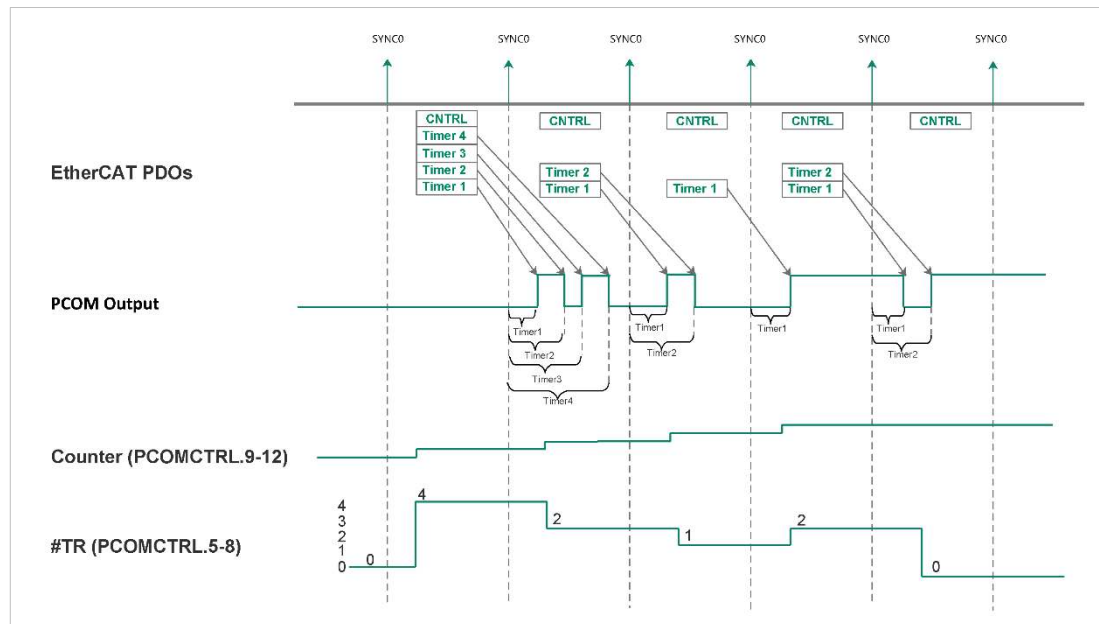 SYNC0 SYNC0 SYNC0 SYNC0 SYNC0 SYNC0
EtherCAT PDOs
CNTRL CNTRL CNTRL CNTRL CNTRL
Timer 4
Timer 3
Timer 2 Timer 2 Timer 2
Timer 1 Timer 1 Timer 1 Timer 1
PCOM Output
Timer1 Timer1 Timer1 Timer1
Timer2 Timer2 Timer2
Timer3
Timer4
Counter (PCOMCTRL.9-12)
#TR (PCOMCTRL.5-8)
4
3
2
1
0
0 4 2 1 2 0